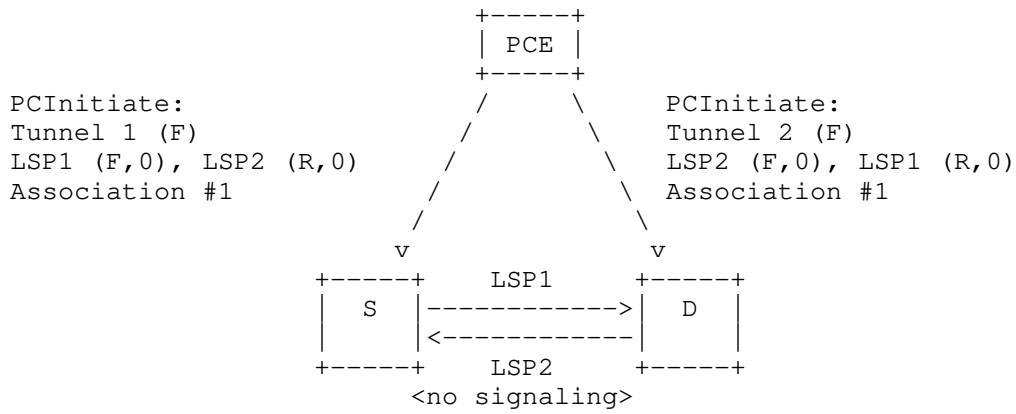 PCE
PCInitiate: PCInitiate:
Tunnel 1 (F) Tunnel 2 (F)
LSP1 (F,0), LSP2 (R,0) LSP2 (F,0), LSP1 (R,0)
Association #1 Association #1
LSP1
S D
LSP2
<no signaling>